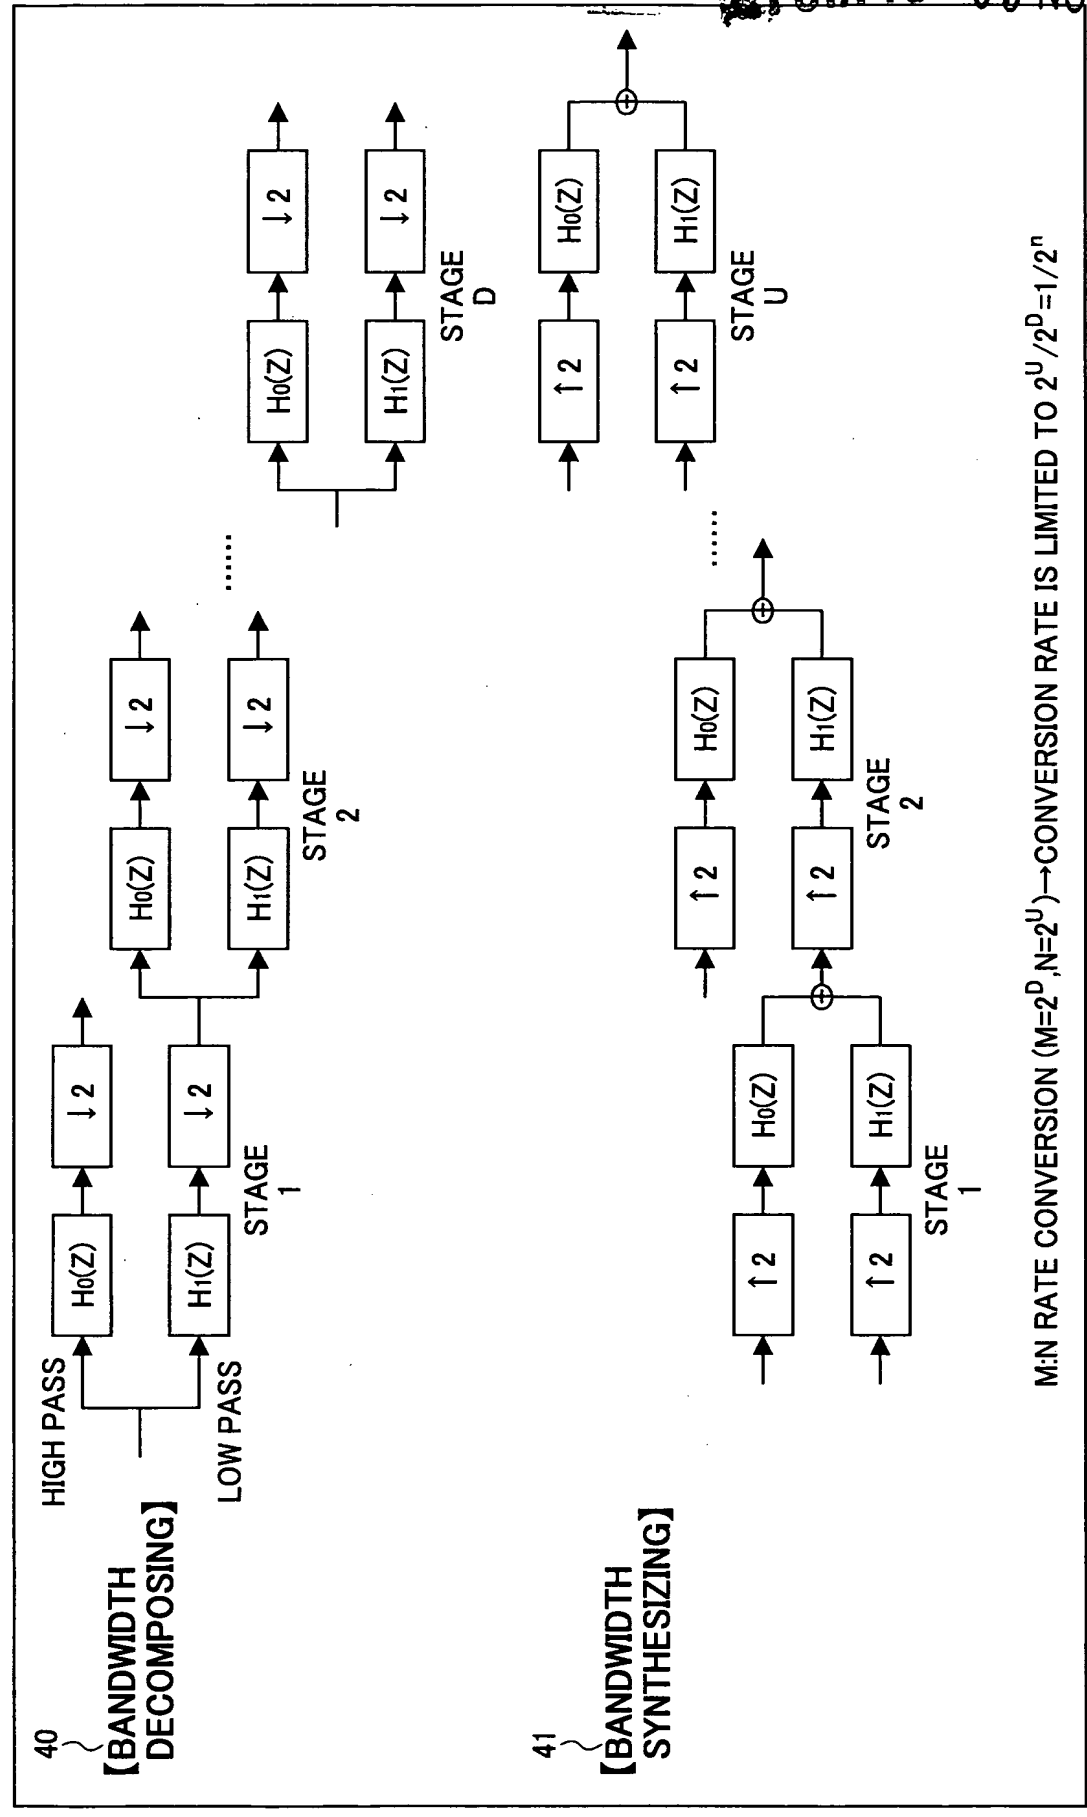 40
【BANDWIDTH
DECOMPOSING】
HIGH PASS
LOW PASS
H0(Z)
↓2
H1(Z)
↓2
STAGE
1
H0(Z)
↓2
H1(Z)
↓2
STAGE
2
......
H0(Z)
↓2
H1(Z)
↓2
STAGE
D
41
【BANDWIDTH
SYNTHESIZING】
↑2
H0(Z)
↑2
H1(Z)
STAGE
1
↑2
H0(Z)
↑2
H1(Z)
STAGE
2
......
↑2
H0(Z)
↑2
H1(Z)
STAGE
U
M:N RATE CONVERSION (M=2^D,N=2^U)→CONVERSION RATE IS LIMITED TO 2^U/2^D=1/2^n